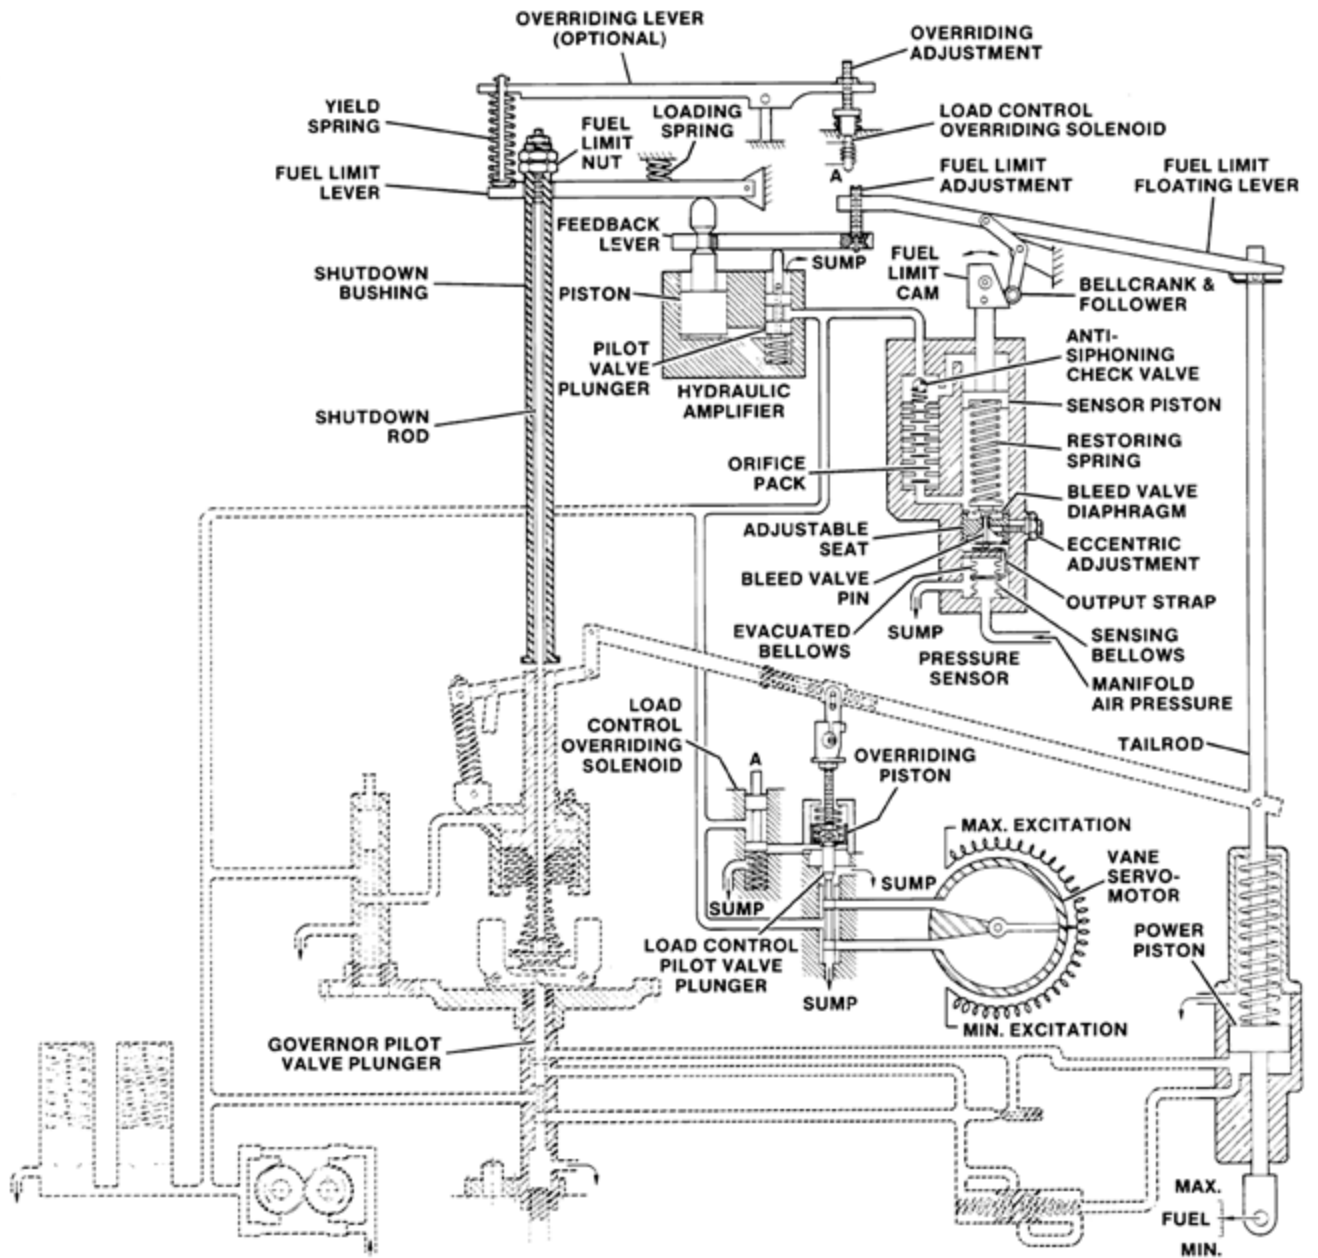 OVERRIDING LEVER
(OPTIONAL)
OVERRIDING
ADJUSTMENT
YIELD
SPRING
FUEL
LIMIT
NUT
LOADING
SPRING
LOAD CONTROL
OVERRIDING SOLENOID
A
FUEL LIMIT
LEVER
FUEL LIMIT
ADJUSTMENT
FUEL LIMIT
FLOATING LEVER
FEEDBACK
LEVER
SUMP
FUEL
LIMIT
CAM
SHUTDOWN
BUSHING
PISTON
BELLCRANK &
FOLLOWER
PILOT
VALVE
PLUNGER
HYDRAULIC
AMPLIFIER
ANTI-
SIPHONING
CHECK VALVE
SENSOR PISTON
SHUTDOWN
ROD
RESTORING
SPRING
ORIFICE
PACK
BLEED VALVE
DIAPHRAGM
ADJUSTABLE
SEAT
ECCENTRIC
ADJUSTMENT
BLEED VALVE
PIN
OUTPUT STRAP
EVACUATED
BELLOWS
SUMP
PRESSURE
SENSOR
SENSING
BELLOWS
MANIFOLD
AIR PRESSURE
LOAD
CONTROL
OVERRIDING
SOLENOID
A
OVERRIDING
PISTON
TAILROD
MAX. EXCITATION
VANE
SERVO-
MOTOR
SUMP
SUMP
LOAD CONTROL
PILOT VALVE
PLUNGER
SUMP
POWER
PISTON
MIN. EXCITATION
GOVERNOR PILOT
VALVE PLUNGER
MAX.
FUEL
MIN.